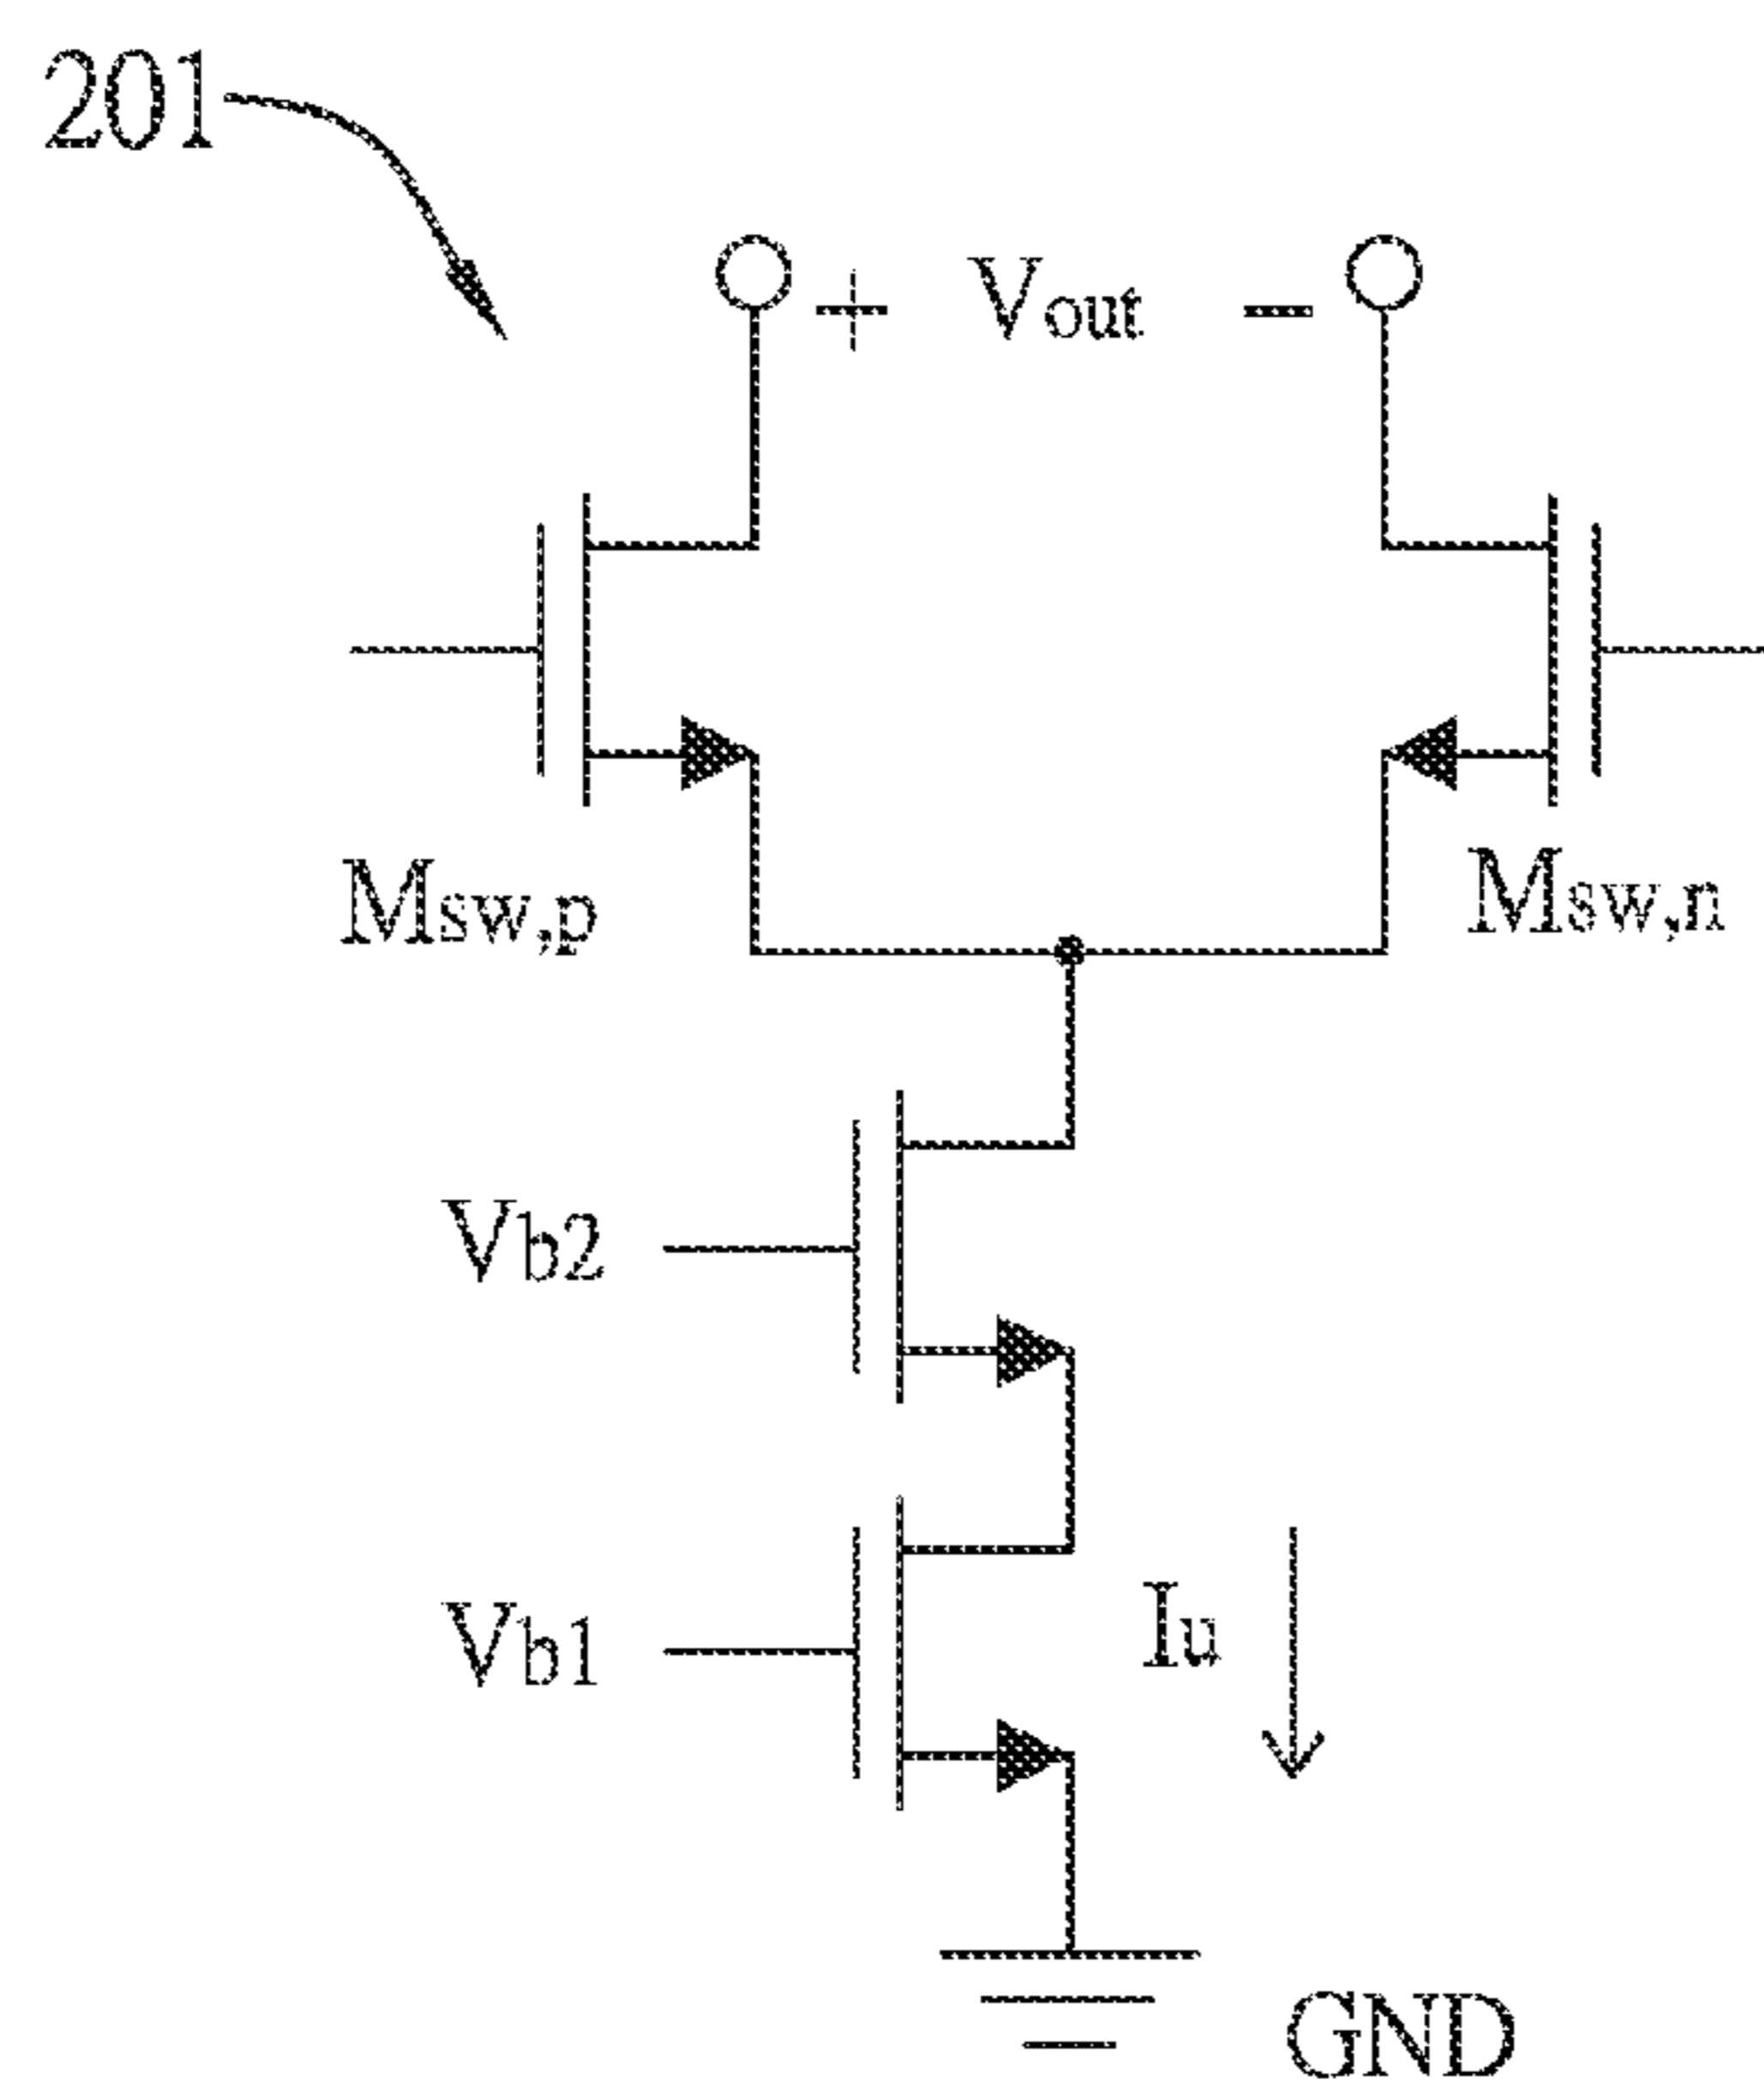 201
+ Vout −
Msw,p
Msw,n
Vb2
Vb1
Iu
GND